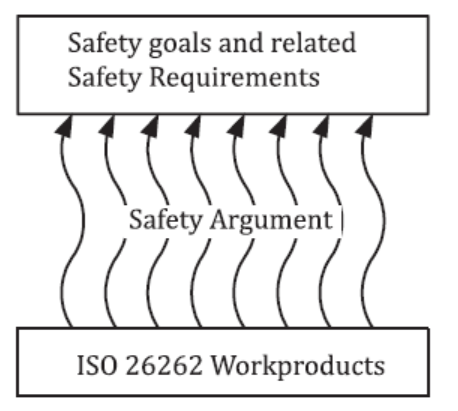 Safety goals and related
Safety Requirements
Safety Argument
ISO 26262 Workproducts